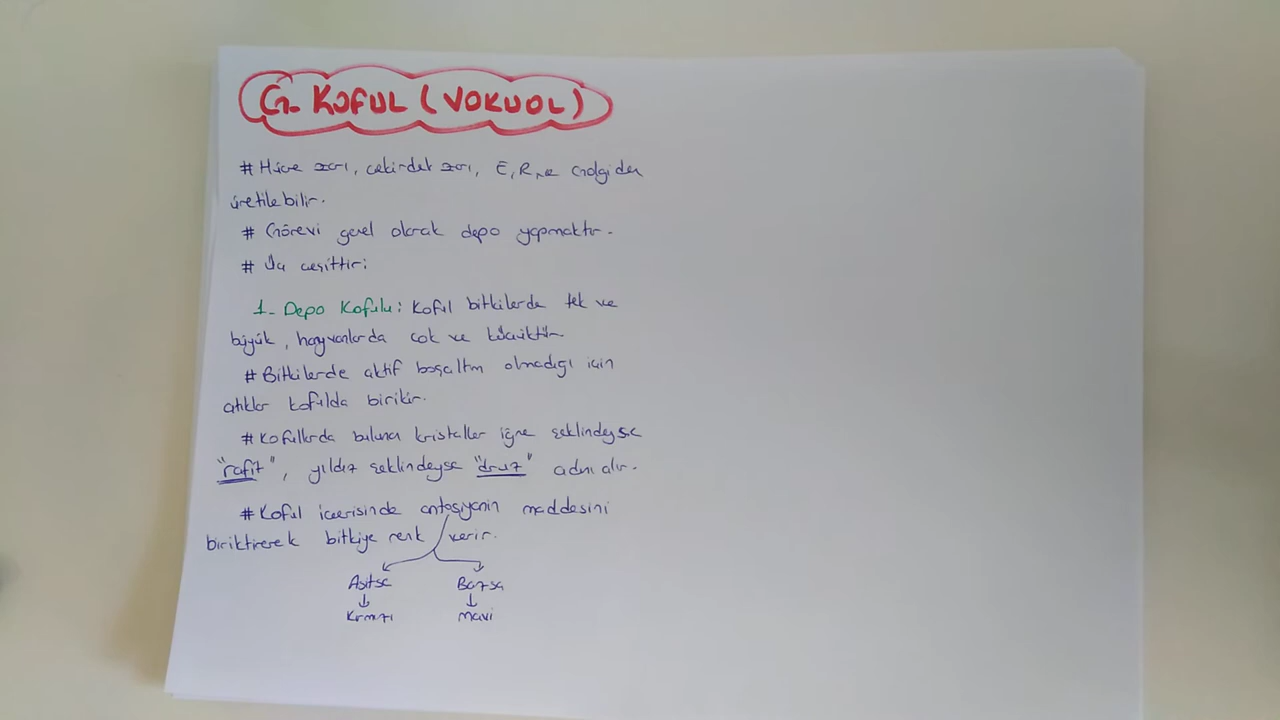 G- KOFUL (VOKUOL)
# Hücre zarı, çekirdek zarı, E,R, ve Golgiden
üretilebilir.
# Görevi genel olarak depo yapmaktır.
# Üç çeşittir:
1- Depo Kofulu: Koful bitkilerde tek ve
büyük, hayvanlarda çok ve küçüktür
# Bitkilerde aktif boşaltım olmadığı için
atıklar kofulda birikir.
# Kofullarda bulunan kristaller iğne şeklindeyse
"rafit", yıldız şeklindeyse "druz" adını alır.
# Koful içerisinde antosiyanin maddesini
biriktirerek bitkiye renk verir.
Asitse Bazsa
↓ ↓
Kırmızı Mavi